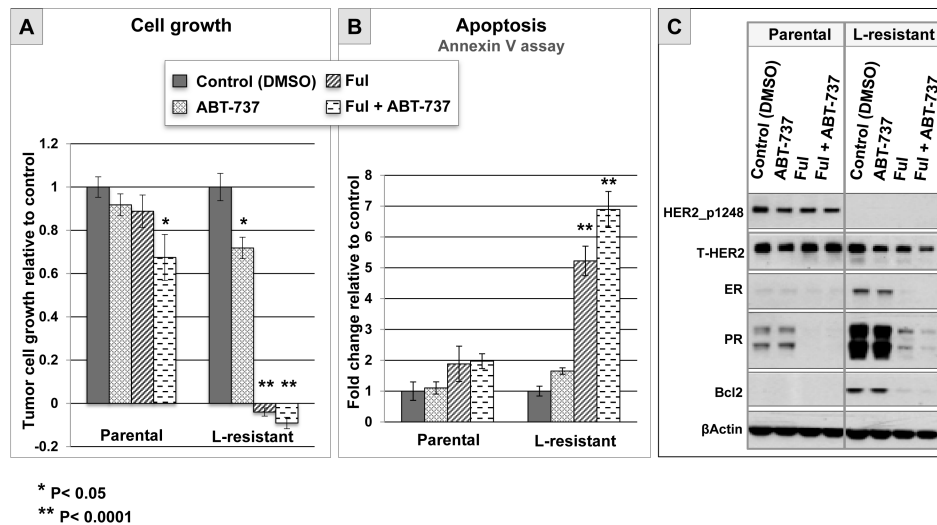 A
Cell growth
Control (DMSO)
Ful
ABT-737
Ful + ABT-737
Tumor cell growth relative to control
1.2
1
0.8
0.6
0.4
0.2
0
-0.2
*
*
**
**
Parental
L-resistant
B
Apoptosis
Annexin V assay
Fold change relative to control
8
7
6
5
4
3
2
1
0
**
**
Parental
L-resistant
C
Parental
L-resistant
Control (DMSO)
ABT-737
Ful
Ful + ABT-737
Control (DMSO)
ABT-737
Ful
Ful + ABT-737
HER2_p1248
T-HER2
ER
PR
Bcl2
βActin
* P< 0.05
** P< 0.0001